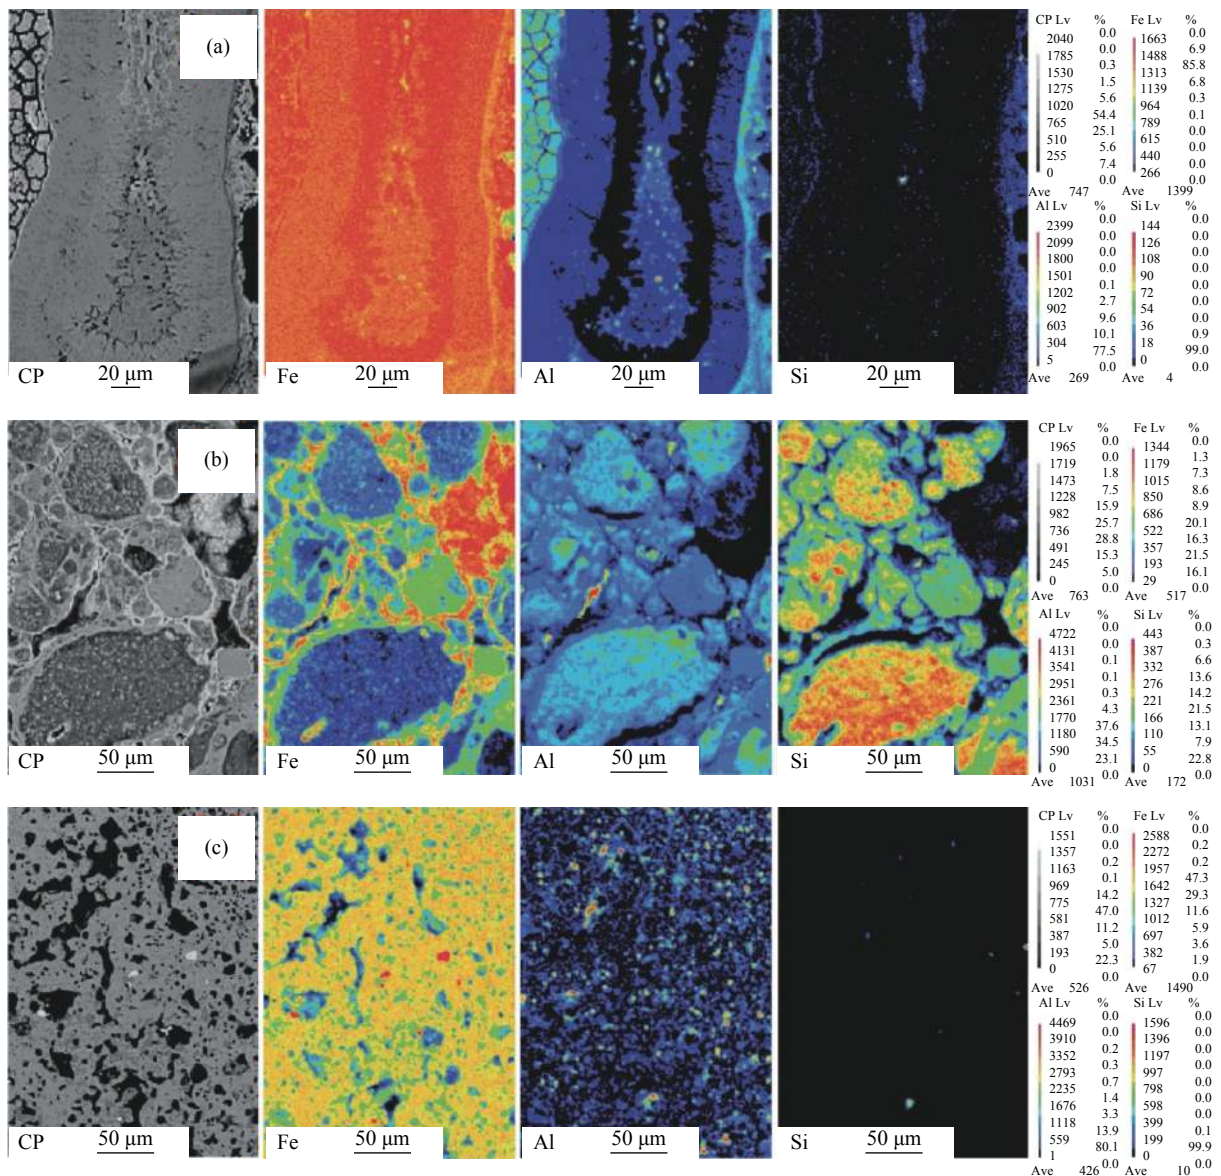 (a)
CP 20 μm Fe 20 μm Al 20 μm Si 20 μm
CP Lv % Fe Lv %
2040 0.0 1663 0.0
1785 0.0 1488 6.9
1530 0.3 1313 85.8
1275 1.5 1139 6.8
1020 5.6 964 0.3
765 54.4 789 0.1
510 25.1 615 0.0
255 5.6 440 0.0
0 7.4 266 0.0
0.0 0.0
Ave 747 Ave 1399
Al Lv % Si Lv %
2399 0.0 144 0.0
2099 0.0 126 0.0
1800 0.0 108 0.0
1501 0.0 90 0.0
1202 0.1 72 0.0
902 2.7 54 0.0
603 9.6 36 0.0
304 10.1 18 0.9
5 77.5 0 99.0
0.0 0.0
Ave 269 Ave 4
(b)
CP 50 μm Fe 50 μm Al 50 μm Si 50 μm
CP Lv % Fe Lv %
1965 0.0 1344 0.0
1719 0.0 1179 1.3
1473 1.8 1015 7.3
1228 7.5 850 8.6
982 15.9 686 8.9
736 25.7 522 20.1
491 28.8 357 16.3
245 15.3 193 21.5
0 5.0 29 16.1
0.0 0.0
Ave 763 Ave 517
Al Lv % Si Lv %
4722 0.0 443 0.0
4131 0.0 387 0.3
3541 0.1 332 6.6
2951 0.1 276 13.6
2361 0.3 221 14.2
1770 4.3 166 21.5
1180 37.6 110 13.1
590 34.5 55 7.9
0 23.1 0 22.8
0.0 0.0
Ave 1031 Ave 172
(c)
CP 50 μm Fe 50 μm Al 50 μm Si 50 μm
CP Lv % Fe Lv %
1551 0.0 2588 0.0
1357 0.0 2272 0.2
1163 0.2 1957 0.2
969 0.1 1642 47.3
775 14.2 1327 29.3
581 47.0 1012 11.6
387 11.2 697 5.9
193 5.0 382 3.6
0 22.3 67 1.9
0.0 0.0
Ave 526 Ave 1490
Al Lv % Si Lv %
4469 0.0 1596 0.0
3910 0.0 1396 0.0
3352 0.2 1197 0.0
2793 0.3 997 0.0
2235 0.7 798 0.0
1676 1.4 598 0.0
1118 3.3 399 0.0
559 13.9 199 0.1
1 80.1 0 99.9
0.0 0.0
Ave 426 Ave 10